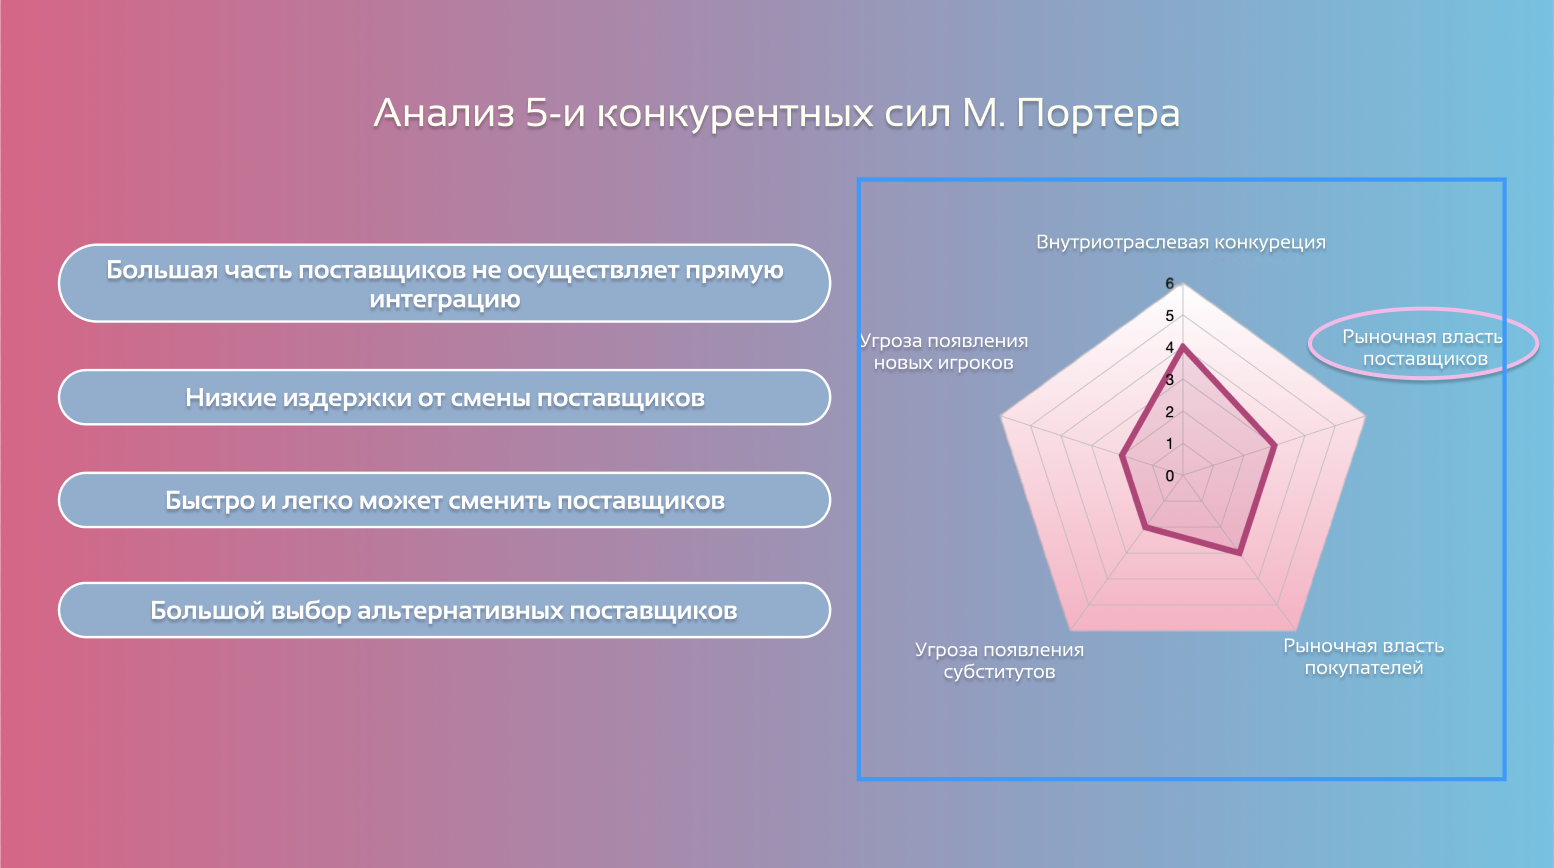 Анализ 5-и конкурентных сил М. Портера
Большая часть поставщиков не осуществляет прямую
интеграцию
Низкие издержки от смены поставщиков
Быстро и легко может сменить поставщиков
Большой выбор альтернативных поставщиков
Внутриотраслевая конкуреция
6
5
4
3
2
1
0
Рыночная власть
поставщиков
Угроза появления
новых игроков
Угроза появления
субститутов
Рыночная власть
покупателей